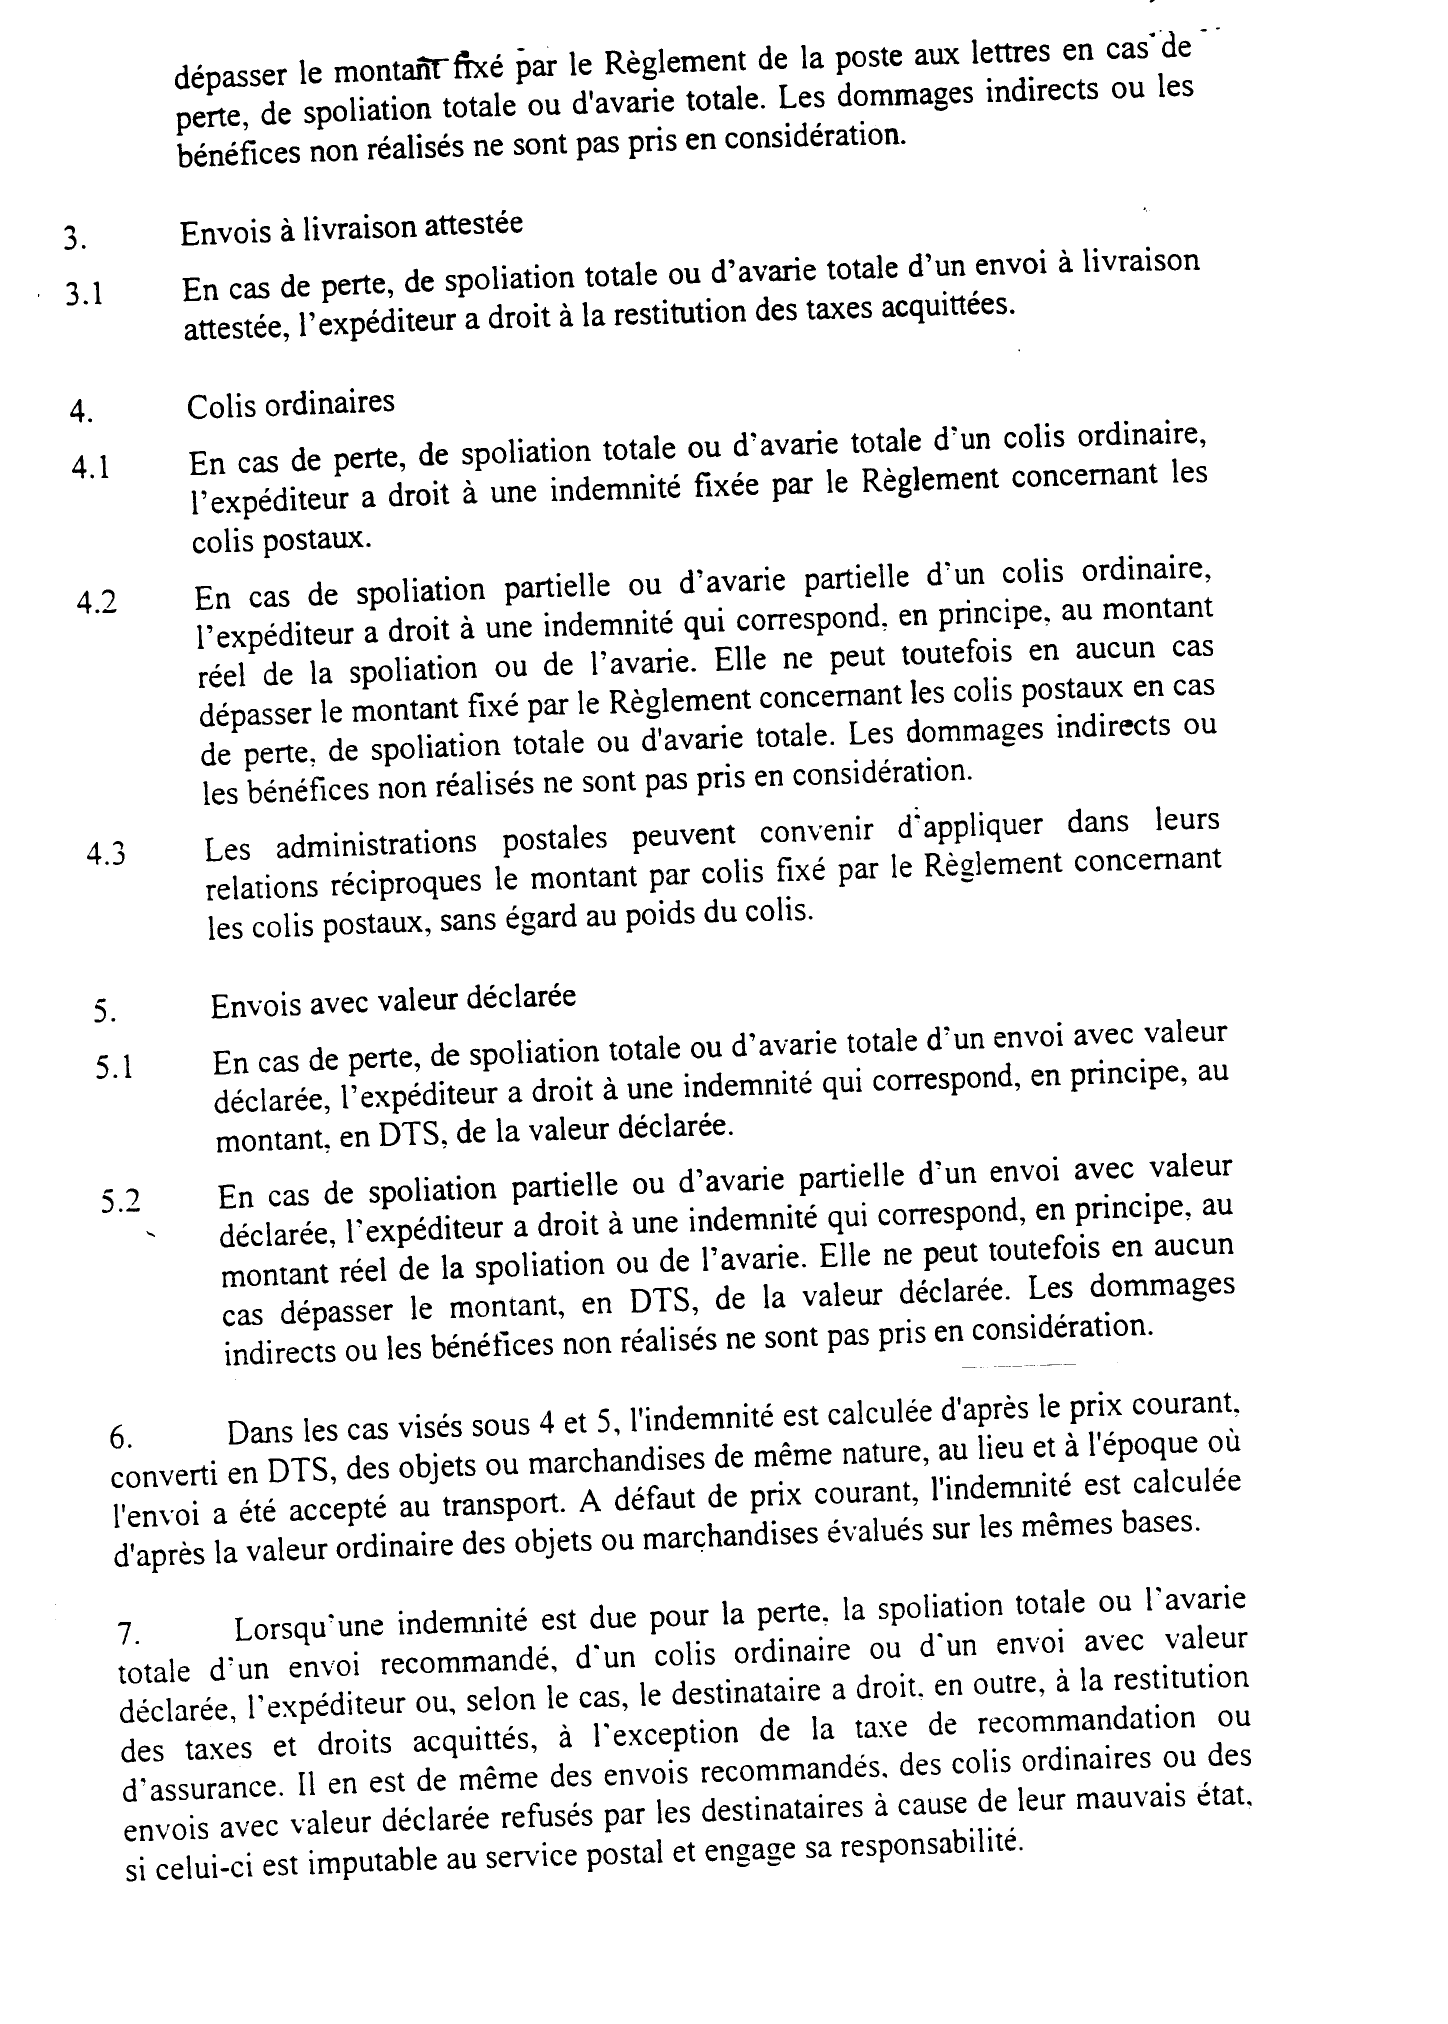 dépasser le montant fixé par le Règlement de la poste aux lettres en cas de
perte, de spoliation totale ou d'avarie totale. Les dommages indirects ou les
bénéfices non réalisés ne sont pas pris en considération.
3. Envois à livraison attestée
3.1 En cas de perte, de spoliation totale ou d’avarie totale d’un envoi à livraison
attestée, l’expéditeur a droit à la restitution des taxes acquittées.
4. Colis ordinaires
4.1 En cas de perte, de spoliation totale ou d’avarie totale d’un colis ordinaire,
l’expéditeur a droit à une indemnité fixée par le Règlement concernant les
colis postaux.
4.2 En cas de spoliation partielle ou d’avarie partielle d’un colis ordinaire,
l’expéditeur a droit à une indemnité qui correspond, en principe, au montant
réel de la spoliation ou de l’avarie. Elle ne peut toutefois en aucun cas
dépasser le montant fixé par le Règlement concernant les colis postaux en cas
de perte, de spoliation totale ou d'avarie totale. Les dommages indirects ou
les bénéfices non réalisés ne sont pas pris en considération.
4.3 Les administrations postales peuvent convenir d’appliquer dans leurs
relations réciproques le montant par colis fixé par le Règlement concernant
les colis postaux, sans égard au poids du colis.
5. Envois avec valeur déclarée
5.1 En cas de perte, de spoliation totale ou d’avarie totale d’un envoi avec valeur
déclarée, l’expéditeur a droit à une indemnité qui correspond, en principe, au
montant, en DTS, de la valeur déclarée.
5.2 En cas de spoliation partielle ou d’avarie partielle d’un envoi avec valeur
déclarée, l’expéditeur a droit à une indemnité qui correspond, en principe, au
montant réel de la spoliation ou de l’avarie. Elle ne peut toutefois en aucun
cas dépasser le montant, en DTS, de la valeur déclarée. Les dommages
indirects ou les bénéfices non réalisés ne sont pas pris en considération.
6. Dans les cas visés sous 4 et 5, l'indemnité est calculée d'après le prix courant,
converti en DTS, des objets ou marchandises de même nature, au lieu et à l'époque où
l'envoi a été accepté au transport. A défaut de prix courant, l'indemnité est calculée
d'après la valeur ordinaire des objets ou marchandises évalués sur les mêmes bases.
7. Lorsqu’une indemnité est due pour la perte, la spoliation totale ou l’avarie
totale d’un envoi recommandé, d’un colis ordinaire ou d’un envoi avec valeur
déclarée, l’expéditeur ou, selon le cas, le destinataire a droit, en outre, à la restitution
des taxes et droits acquittés, à l’exception de la taxe de recommandation ou
d’assurance. Il en est de même des envois recommandés, des colis ordinaires ou des
envois avec valeur déclarée refusés par les destinataires à cause de leur mauvais état,
si celui-ci est imputable au service postal et engage sa responsabilité.